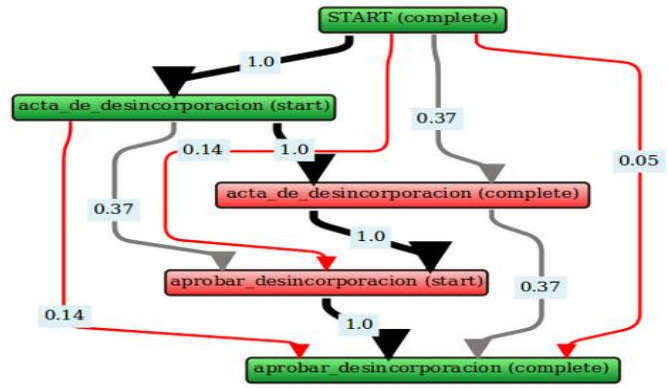 START (complete)
1.0
acta_de_desincorporacion (start)
0.37
0.14
1.0
0.05
acta_de_desincorporacion (complete)
0.37
1.0
aprobar_desincorporacion (start)
0.37
0.14
1.0
aprobar_desincorporacion (complete)